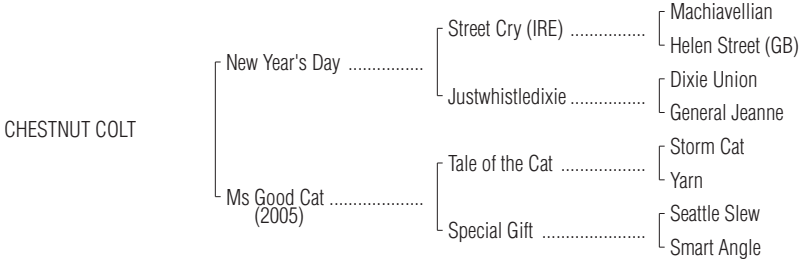 Machiavellian
Street Cry (IRE) ................
Helen Street (GB)
New Year's Day ................
Dixie Union
Justwhistledixie ................
General Jeanne
CHESTNUT COLT
Storm Cat
Tale of the Cat ..................
Yarn
Ms Good Cat ....................
(2005)
Seattle Slew
Special Gift ......................
Smart Angle